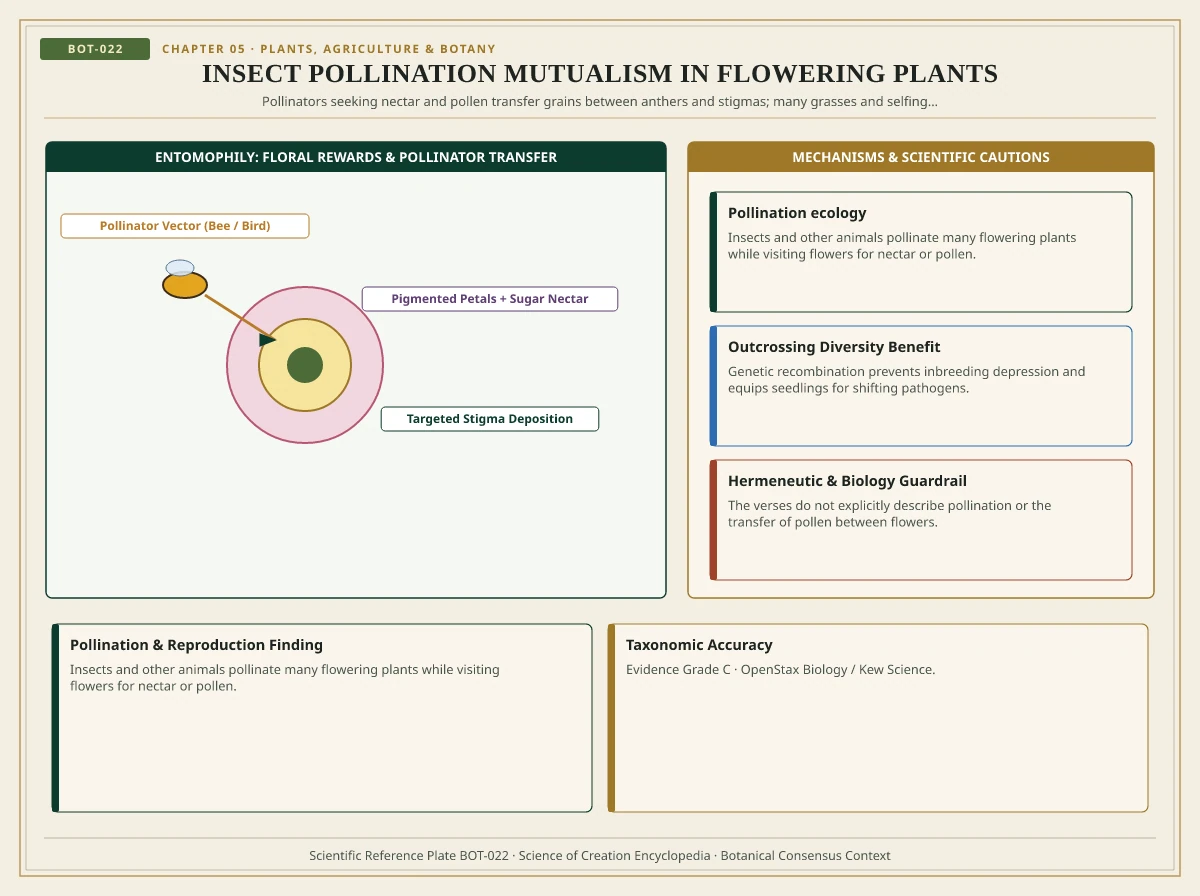 BOT-022
CHAPTER 05 · PLANTS, AGRICULTURE & BOTANY
INSECT POLLINATION MUTUALISM IN FLOWERING PLANTS
Pollinators seeking nectar and pollen transfer grains between anthers and stigmas; many grasses and selfing...
ENTOMOPHILY: FLORAL REWARDS & POLLINATOR TRANSFER
Pollinator Vector (Bee / Bird)
Pigmented Petals + Sugar Nectar
Targeted Stigma Deposition
MECHANISMS & SCIENTIFIC CAUTIONS
Pollination ecology
Insects and other animals pollinate many flowering plants
while visiting flowers for nectar or pollen.
Outcrossing Diversity Benefit
Genetic recombination prevents inbreeding depression and
equips seedlings for shifting pathogens.
Hermeneutic & Biology Guardrail
The verses do not explicitly describe pollination or the
transfer of pollen between flowers.
Pollination & Reproduction Finding
Insects and other animals pollinate many flowering plants while visiting
flowers for nectar or pollen.
Taxonomic Accuracy
Evidence Grade C · OpenStax Biology / Kew Science.
Scientific Reference Plate BOT-022 · Science of Creation Encyclopedia · Botanical Consensus Context